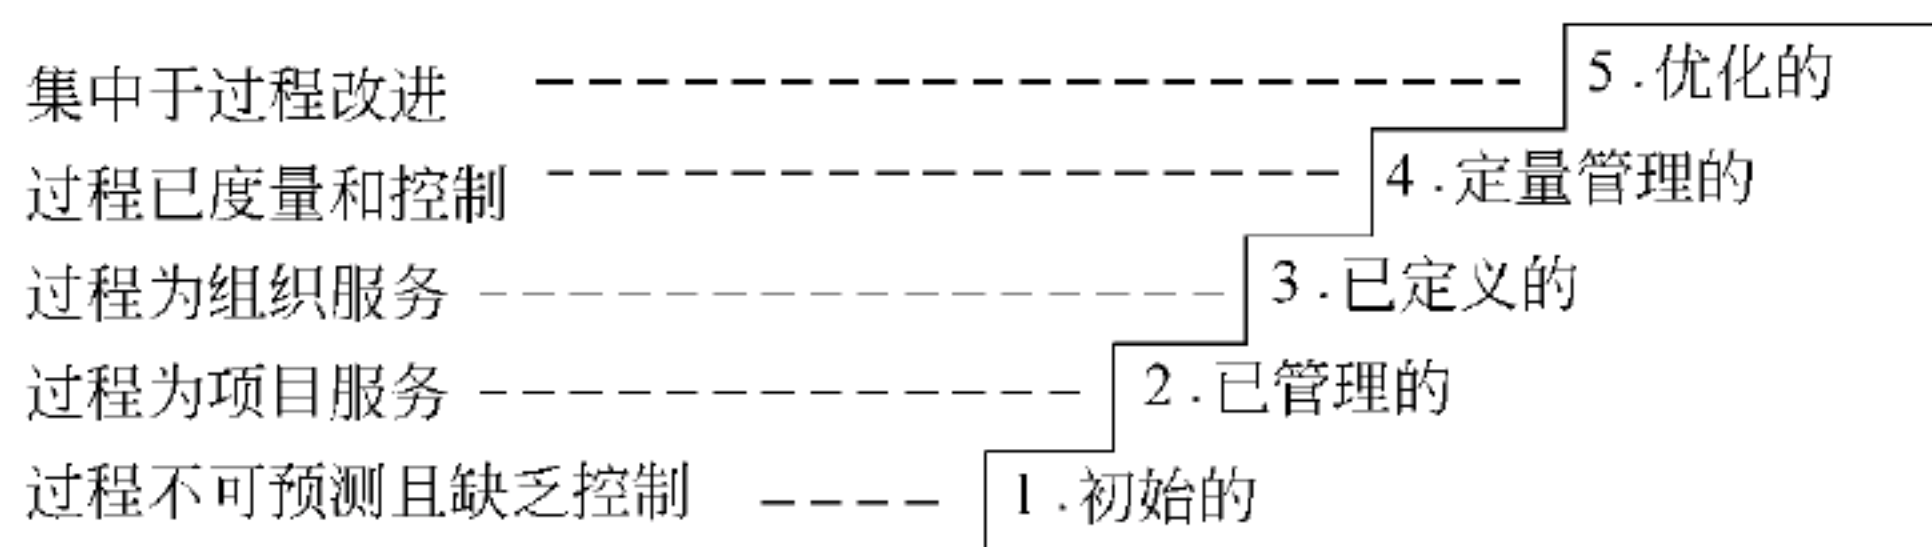 集中于过程改进 5.优化的
过程已度量和控制 4.定量管理的
过程为组织服务 3.已定义的
过程为项目服务 2.已管理的
过程不可预测且缺乏控制 1.初始的